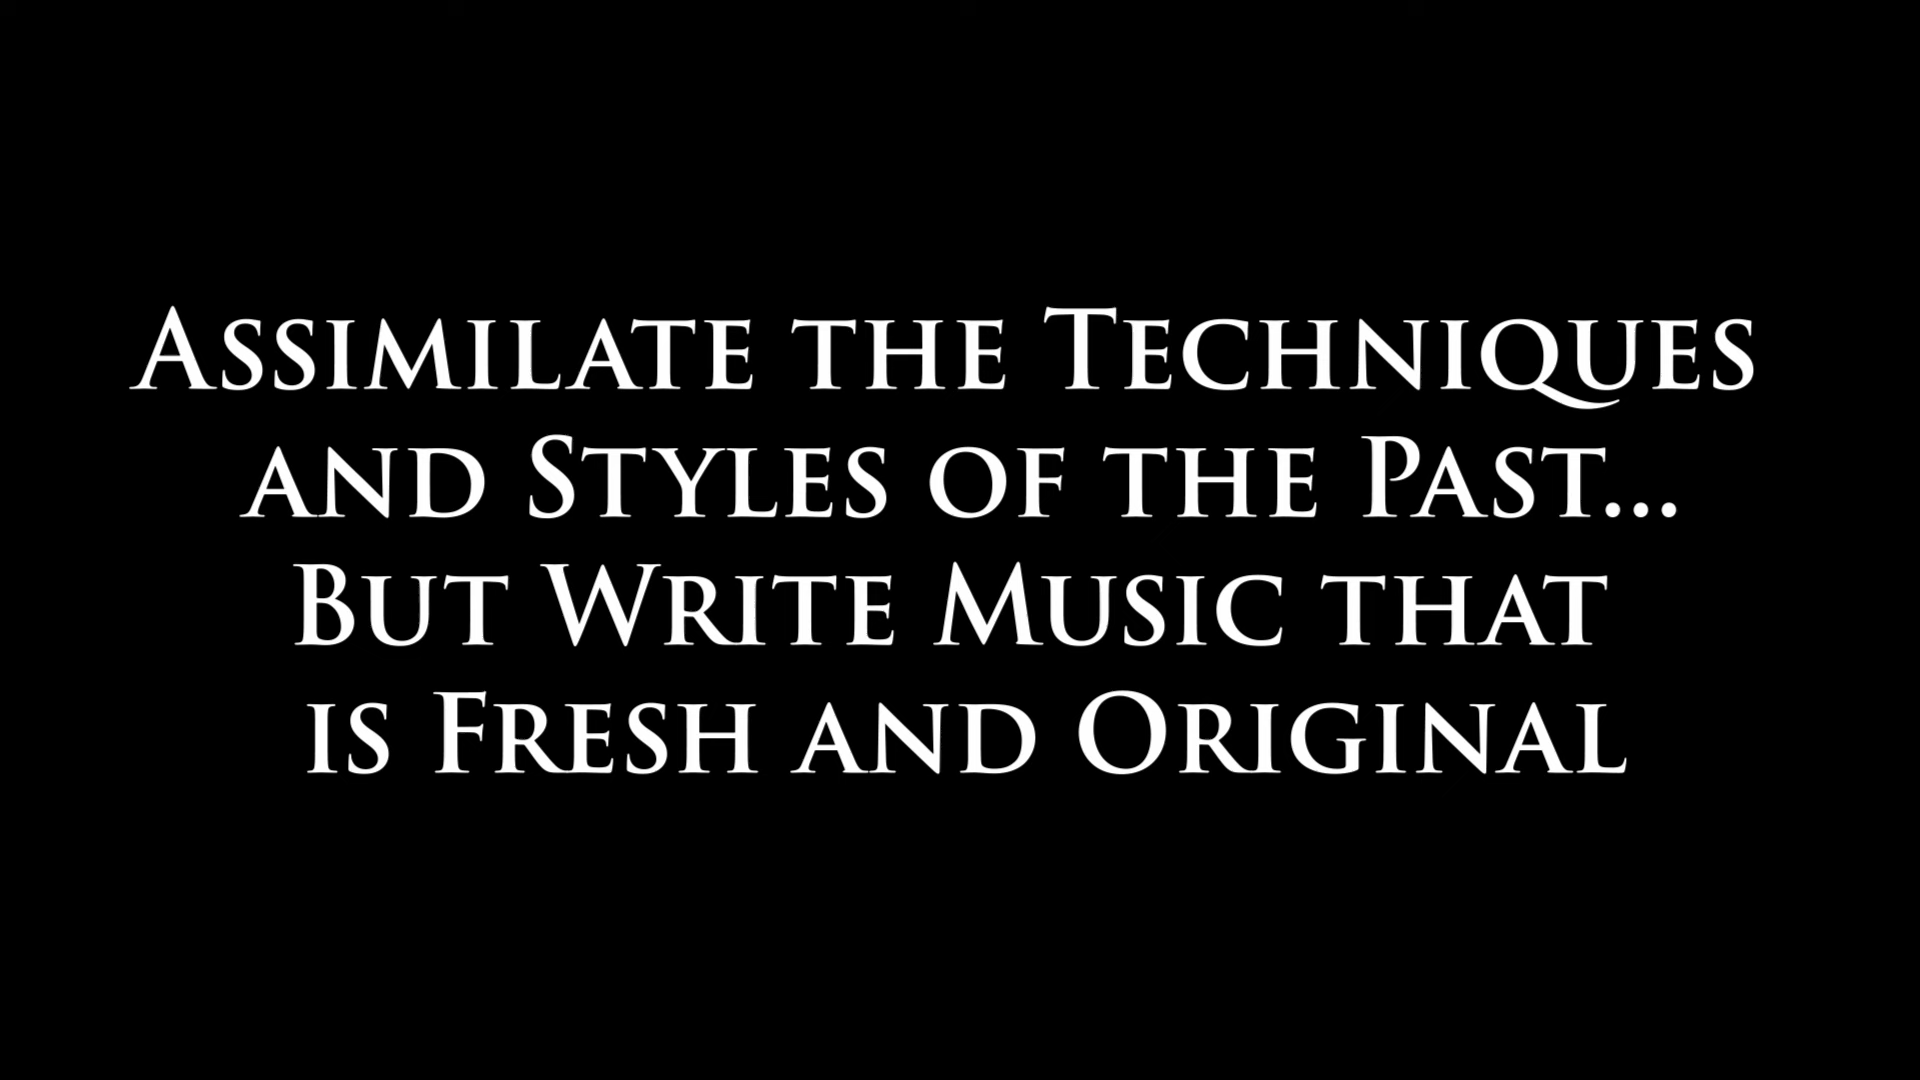 Assimilate the Techniques
and Styles of the Past...
But Write Music that
is Fresh and Original